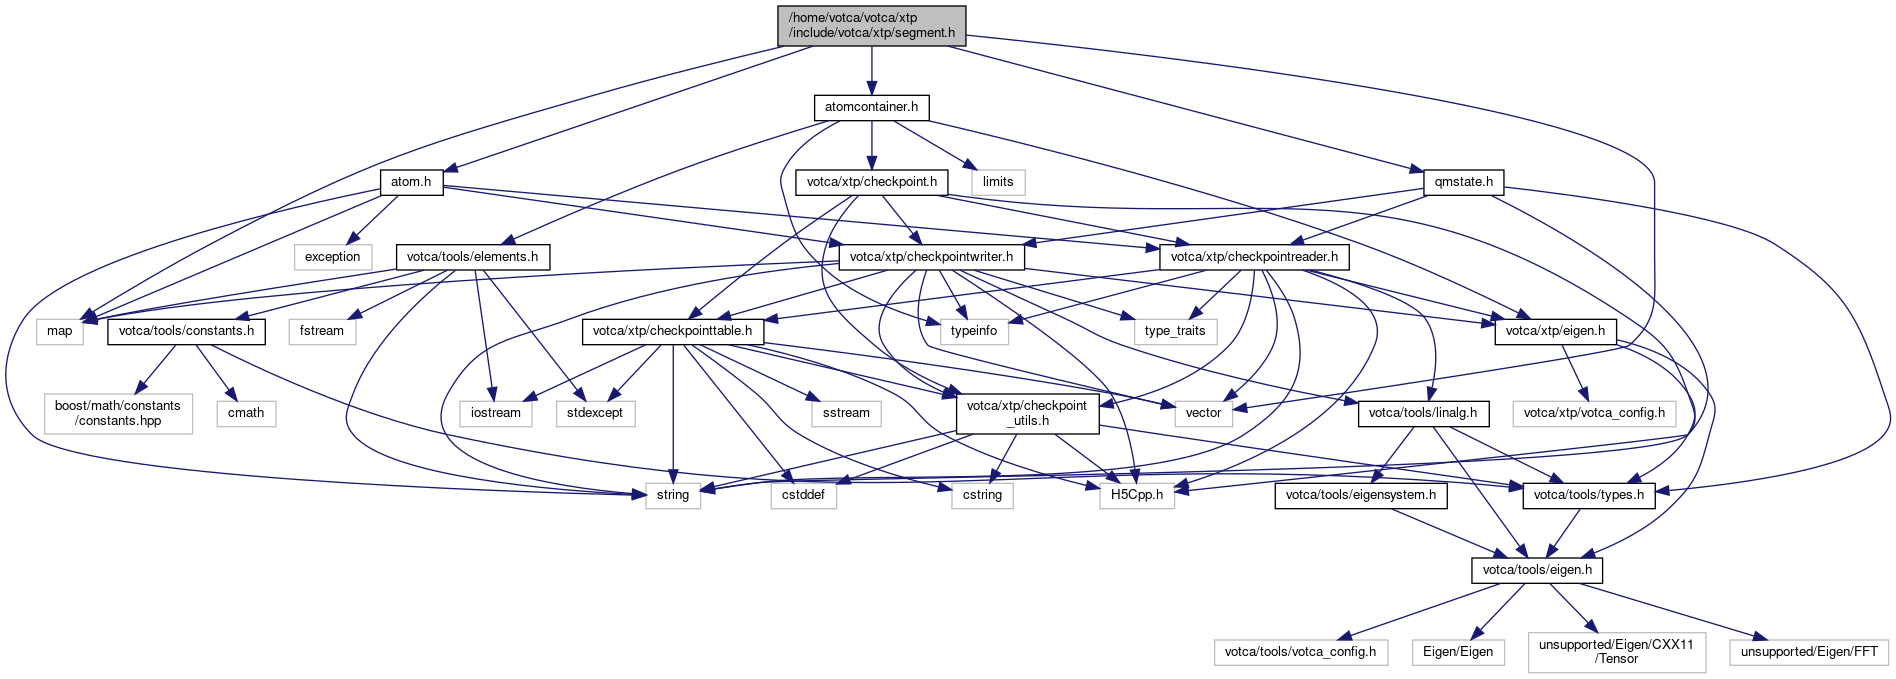 /home/votca/votca/xtp
/include/votca/xtp/segment.h
atomcontainer.h
atom.h
votca/xtp/checkpoint.h
limits
qmstate.h
exception
votca/tools/elements.h
votca/xtp/checkpointwriter.h
votca/xtp/checkpointreader.h
map
votca/tools/constants.h
fstream
votca/xtp/checkpointtable.h
typeinfo
type_traits
votca/xtp/eigen.h
boost/math/constants
/constants.hpp
cmath
iostream
stdexcept
sstream
votca/xtp/checkpoint
_utils.h
vector
votca/tools/linalg.h
votca/xtp/votca_config.h
string
cstddef
cstring
H5Cpp.h
votca/tools/eigensystem.h
votca/tools/types.h
votca/tools/eigen.h
votca/tools/votca_config.h
Eigen/Eigen
unsupported/Eigen/CXX11
/Tensor
unsupported/Eigen/FFT